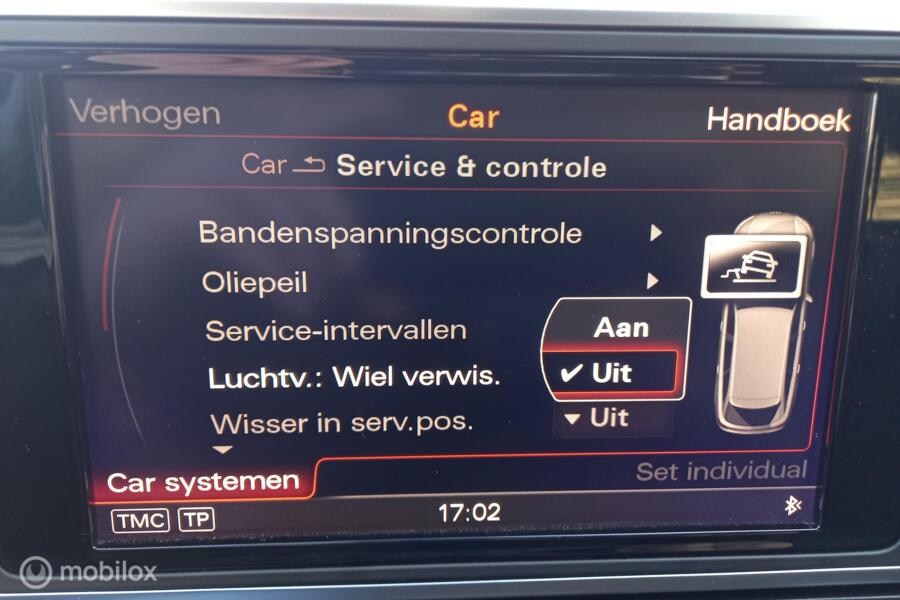 Verhogen Car Handboek
Car Service & controle
Bandenspanningscontrole
Oliepeil
Service-intervallen
Aan
Luchtv.: Wiel verwis. ✔ Uit
Wisser in serv.pos. Uit
Car systemen Set individual
TMC TP 17:02
mobilox